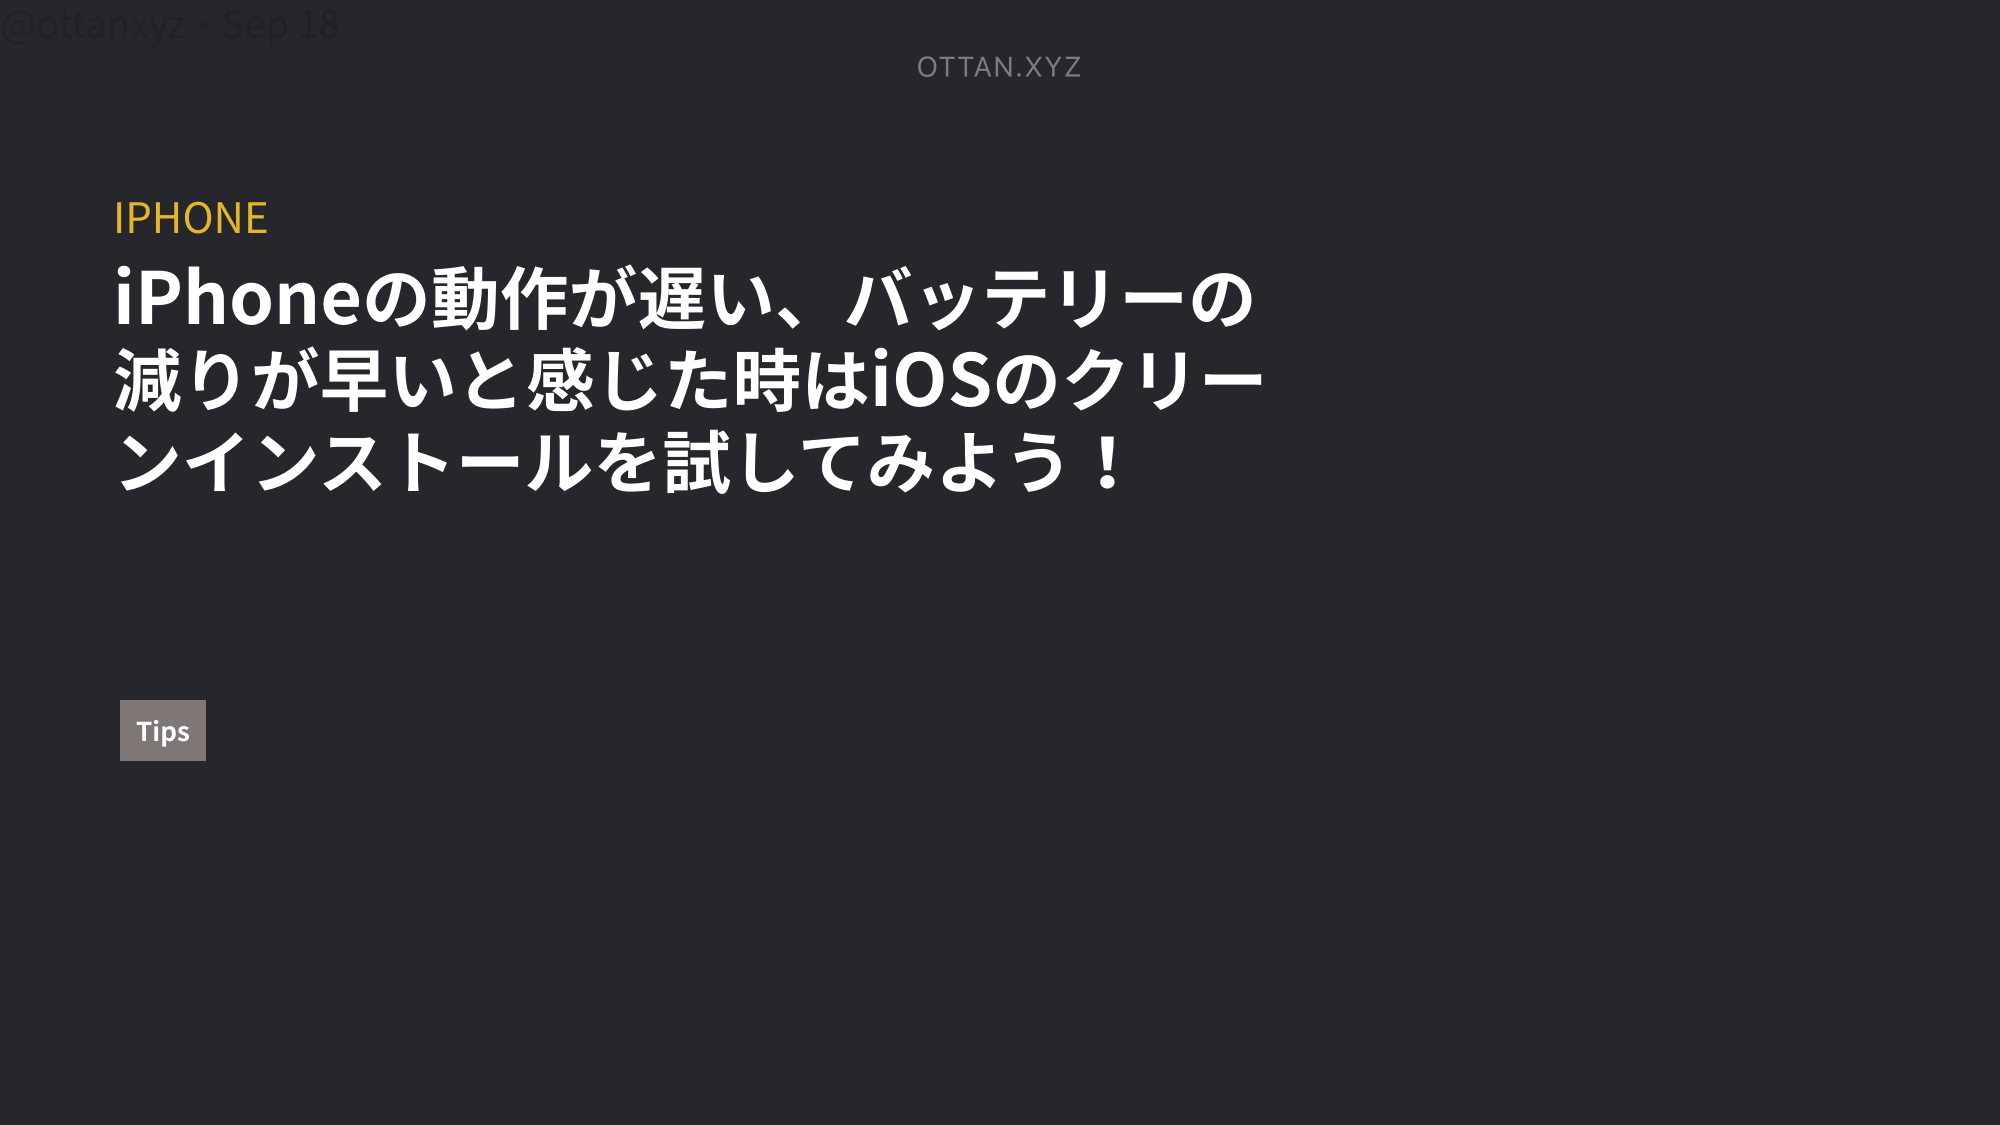 @ottanxyz・Sep 18
OTTAN.XYZ
IPHONE
iPhoneの動作が遅い、バッテリーの
減りが早いと感じた時はiOSのクリー
ンインストールを試してみよう！
Tips